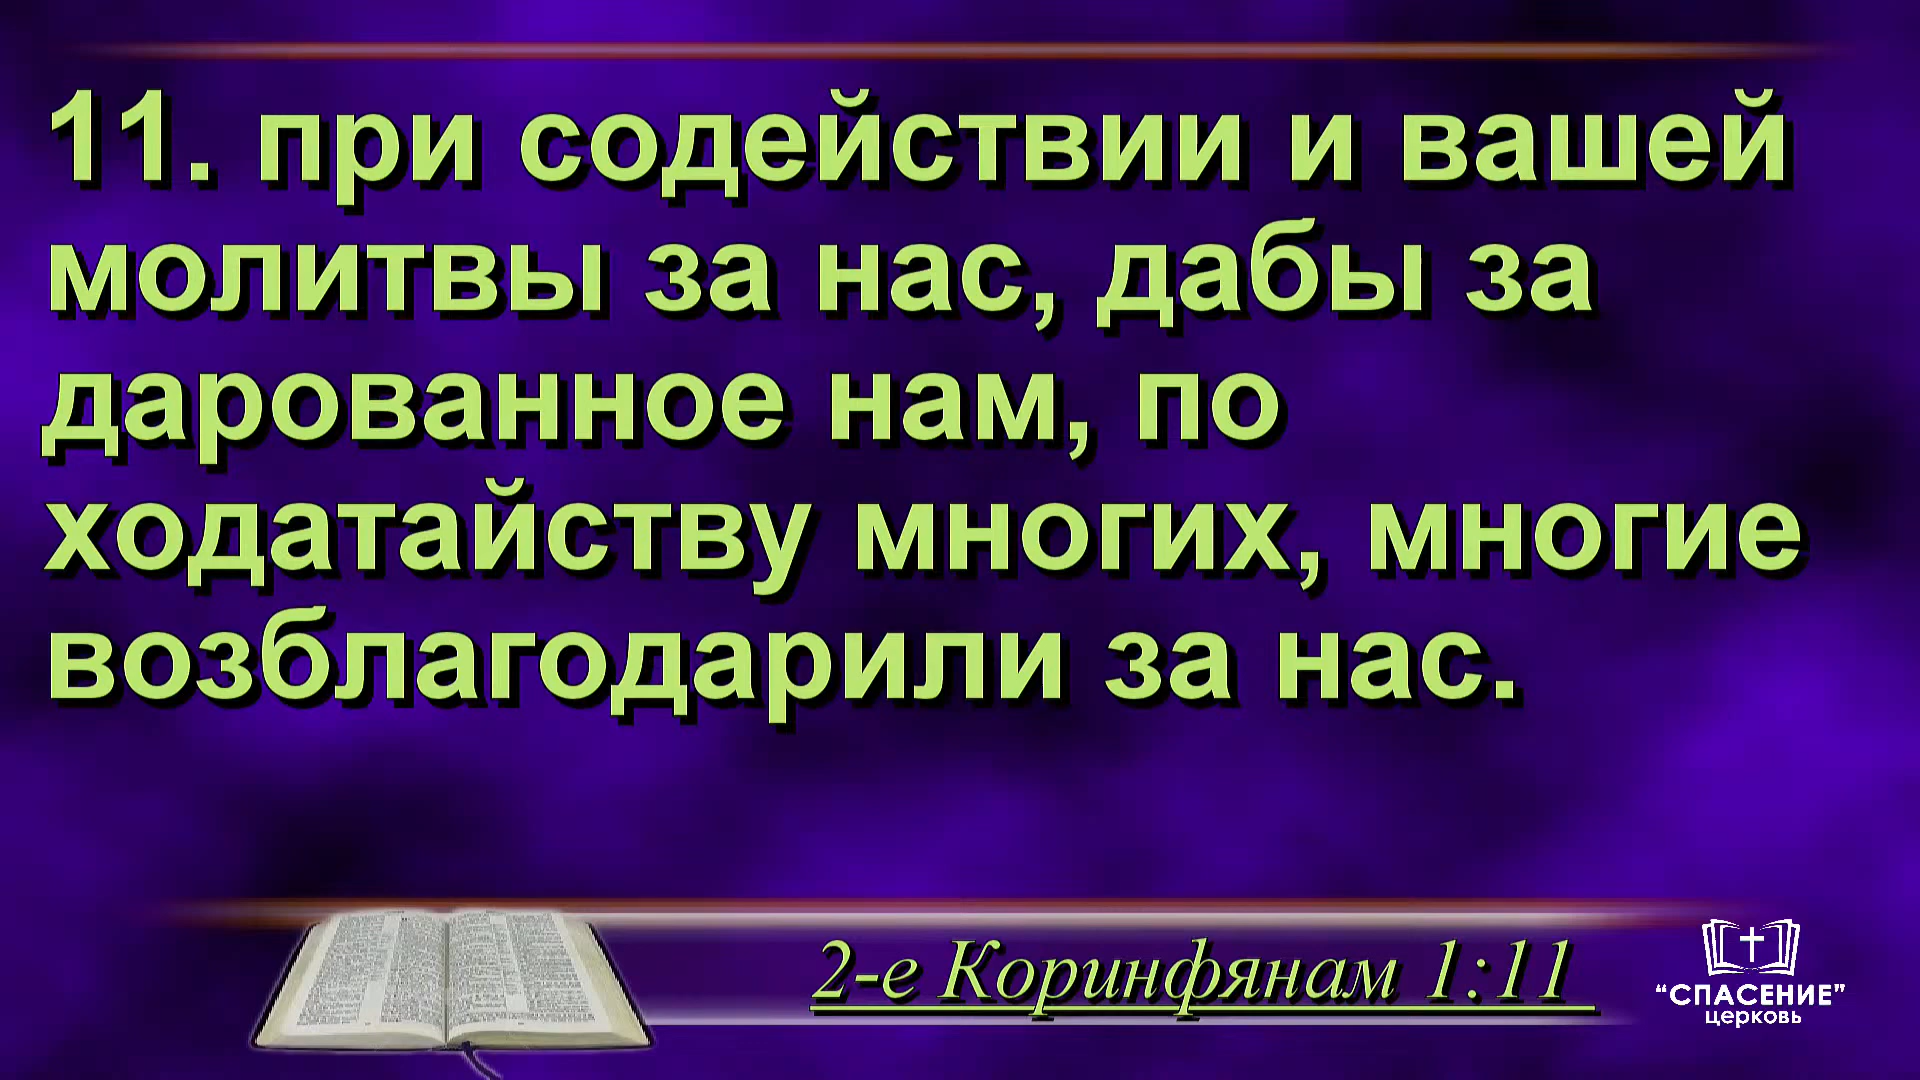 11. при содействии и вашей
молитвы за нас, дабы за
дарованное нам, по
ходатайству многих, многие
возблагодарили за нас.
2-е Коринфянам 1:11
“СПАСЕНИЕ”
церковь